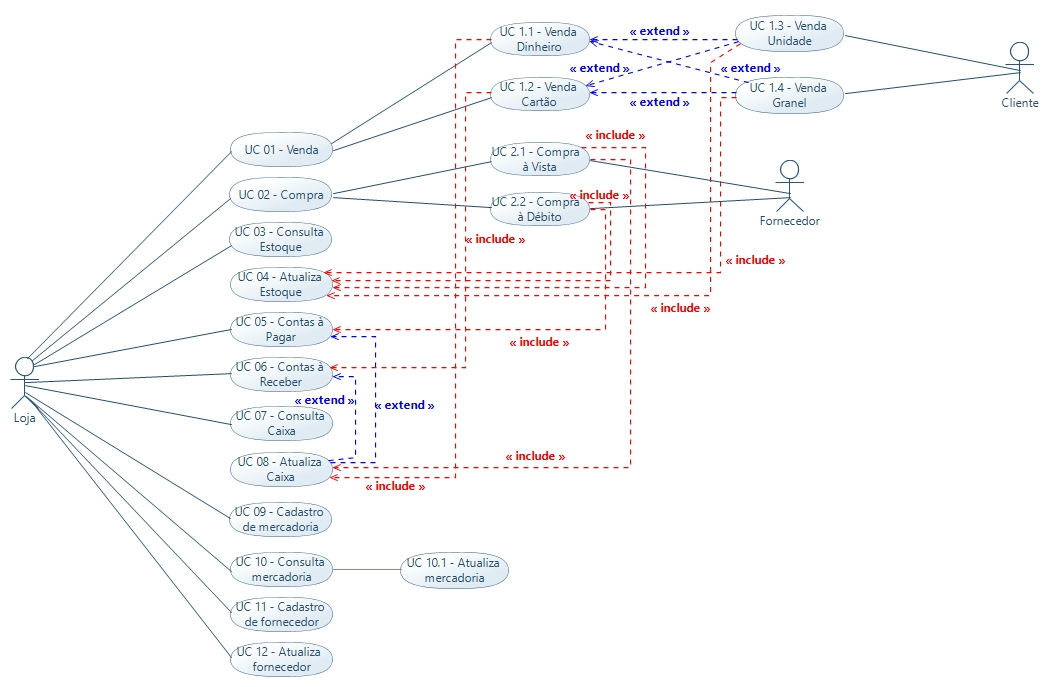 UC 1.1 - Venda
Dinheiro
« extend »
UC 1.3 - Venda
Unidade
« extend »
« extend »
UC 1.2 - Venda
Cartão
« extend »
UC 1.4 - Venda
Granel
Cliente
UC 01 - Venda
« include »
UC 2.1 - Compra
à Vista
UC 02 - Compra
UC 2.2 - Compra
à Débito
« include »
Fornecedor
UC 03 - Consulta
Estoque
« include »
« include »
UC 04 - Atualiza
Estoque
« include »
UC 05 - Contas à
Pagar
« include »
UC 06 - Contas à
Receber
« extend »
« extend »
Loja
UC 07 - Consulta
Caixa
UC 08 - Atualiza
Caixa
« include »
« include »
UC 09 - Cadastro
de mercadoria
UC 10 - Consulta
mercadoria
UC 10.1 - Atualiza
mercadoria
UC 11 - Cadastro
de fornecedor
UC 12 - Atualiza
fornecedor